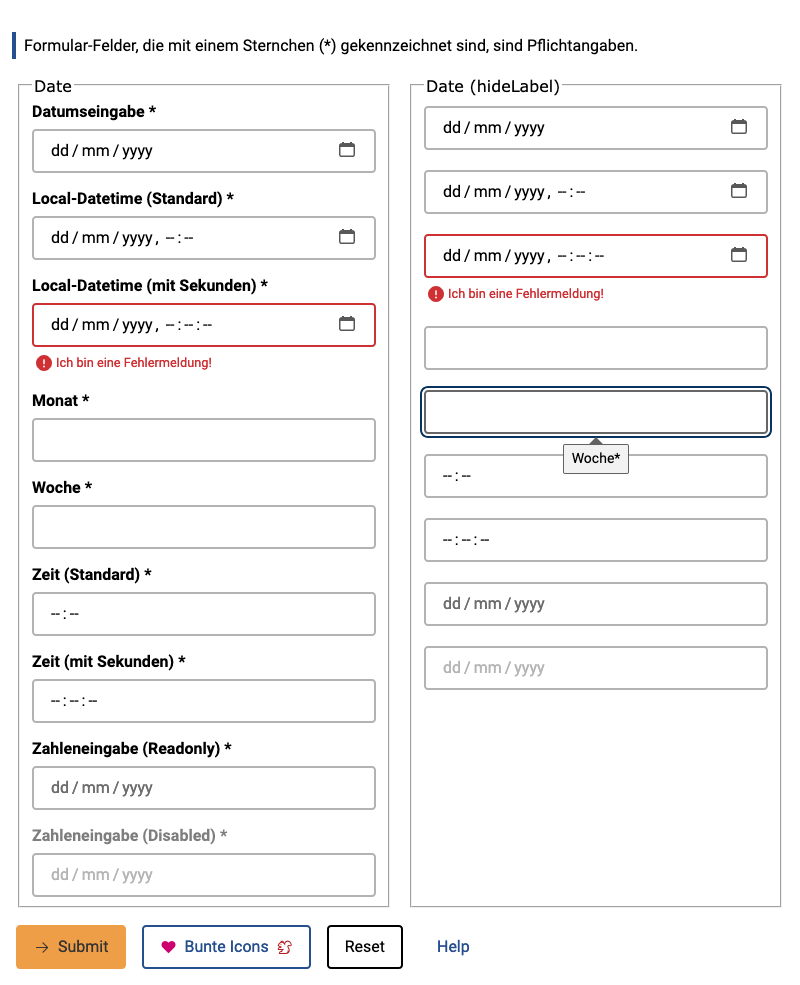 Formular-Felder, die mit einem Sternchen (*) gekennzeichnet sind, sind Pflichtangaben.
Date
Datumseingabe *
dd / mm / yyyy
Local-Datetime (Standard) *
dd / mm / yyyy, --:--
Local-Datetime (mit Sekunden) *
dd / mm / yyyy, --:--:--
Ich bin eine Fehlermeldung!
Monat *
Woche *
Zeit (Standard) *
--:--
Zeit (mit Sekunden) *
--:--:--
Zahleneingabe (Readonly) *
dd / mm / yyyy
Zahleneingabe (Disabled) *
dd / mm / yyyy
Date (hideLabel)
dd / mm / yyyy
dd / mm / yyyy, --:--
dd / mm / yyyy, --:--:--
Ich bin eine Fehlermeldung!
Woche*
--:--
--:--:--
dd / mm / yyyy
dd / mm / yyyy
Submit Bunte Icons Reset Help